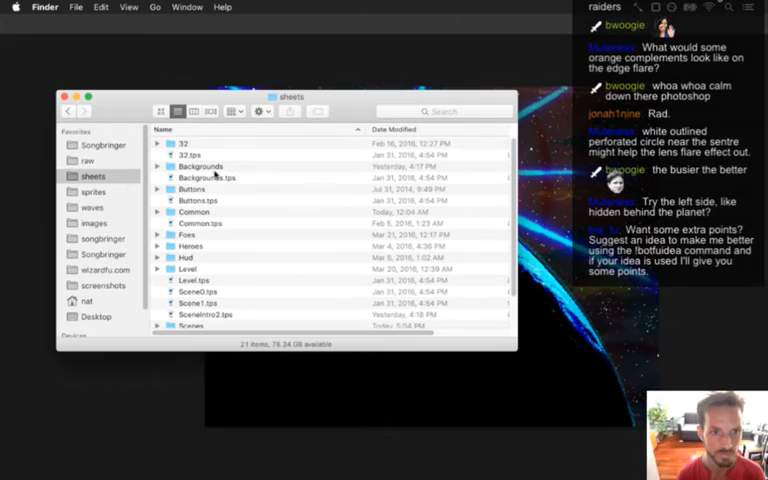 Finder File Edit View Go Window Help
sheets
Search
Favorites
Songbringer
raw
sheets
sprites
waves
images
songbringer
Songbringer
wizardfu.com
screenshots
nat
Desktop
Devices
Name Date Modified
32 Feb 16, 2016, 12:27 PM
32.tps Jan 31, 2016, 4:54 PM
Backgrounds Yesterday, 4:17 PM
Backgrounds.tps Jan 31, 2016, 4:54 PM
Buttons Jul 31, 2014, 9:49 PM
Buttons.tps Jan 31, 2016, 4:54 PM
Common Today, 12:04 AM
Common.tps Feb 5, 2016, 1:23 AM
Foes Mar 21, 2016, 12:17 PM
Heroes Mar 4, 2016, 4:36 PM
Hud Mar 5, 2016, 1:02 AM
Level Mar 20, 2016, 12:39 AM
Level.tps Jan 31, 2016, 4:54 PM
Scene0.tps Jan 31, 2016, 4:54 PM
Scene1.tps Jan 31, 2016, 4:54 PM
SceneIntro2.tps Yesterday, 4:18 PM
Scenes Today, 5:04 PM
21 items, 78.24 GB available
raiders
bwoogie
Muteness: What would some
orange complements look like on
the edge flare?
bwoogie: whoa whoa calm
down there photoshop
jonah1nine: Rad.
Muteness: white outlined
perforated circle near the sentre
might help the lens flare effect out.
bwoogie: the busier the better
Muteness: Try the left side, like
hidden behind the planet?
Want some extra points?
Suggest an idea to make me better
using the !botfuidea command and
if your idea is used I'll give you
some points.